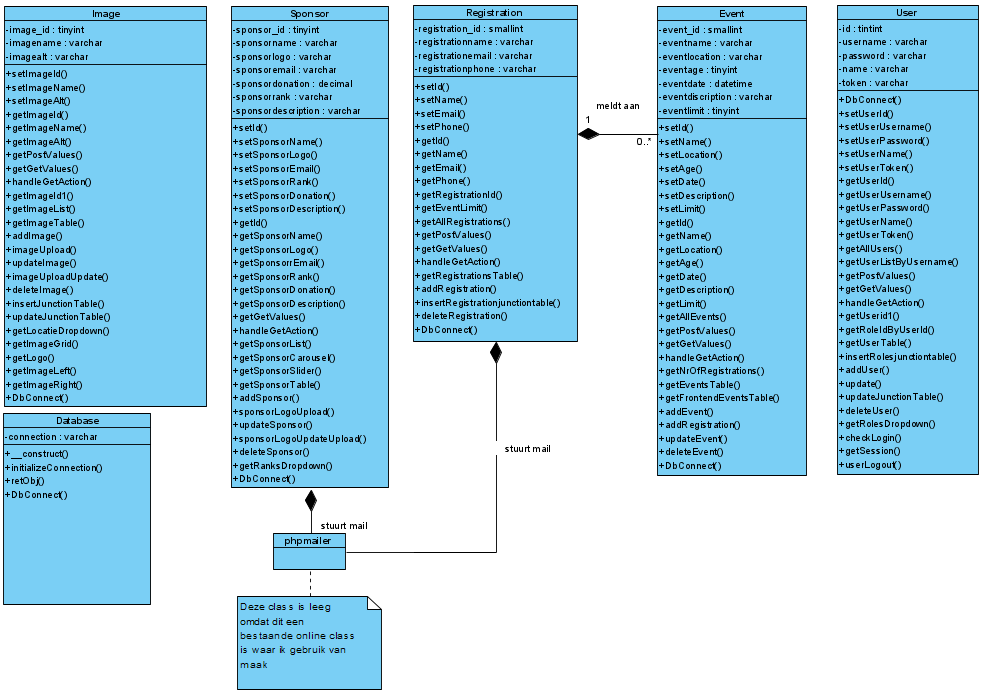 Image
-image_id : tinyint
-imagename : varchar
-imagealt : varchar
+setImageId()
+setImageName()
+setImageAlt()
+getImageId()
+getImageName()
+getImageAlt()
+getPostValues()
+getGetValues()
+handleGetAction()
+getImageId1()
+getImageList()
+getImageTable()
+addImage()
+imageUpload()
+updateImage()
+imageUploadUpdate()
+deleteImage()
+insertJunctionTable()
+updateJunctionTable()
+getLocatieDropdown()
+getImageGrid()
+getLogo()
+getImageLeft()
+getImageRight()
+DbConnect()
Database
-connection : varchar
+__construct()
+initializeConnection()
+retObj()
+DbConnect()
Sponsor
-sponsor_id : tinyint
-sponsorname : varchar
-sponsorlogo : varchar
-sponsoremail : varchar
-sponsordonation : decimal
-sponsorrank : varchar
-sponsordescription : varchar
+setId()
+setSponsorName()
+setSponsorLogo()
+setSponsorEmail()
+setSponsorRank()
+setSponsorDonation()
+setSponsorDescription()
+getId()
+getSponsorName()
+getSponsorLogo()
+getSponsorrEmail()
+getSponsorRank()
+getSponsorDonation()
+getSponsorDescription()
+getGetValues()
+handleGetAction()
+getSponsorList()
+getSponsorCarousel()
+getSponsorSlider()
+getSponsorTable()
+addSponsor()
+sponsorLogoUpload()
+updateSponsor()
+sponsorLogoUpdateUpload()
+deleteSponsor()
+getRanksDropdown()
+DbConnect()
stuurt mail
phpmailer
Deze class is leeg
omdat dit een
bestaande online class
is waar ik gebruik van
maak
Registration
-registration_id : smallint
-registrationname : varchar
-registrationemail : varchar
-registrationphone : varchar
+setId()
+setName()
+setEmail()
+setPhone()
+getId()
+getName()
+getEmail()
+getPhone()
+getRegistrationId()
+getEventLimit()
+getAllRegistrations()
+getPostValues()
+getGetValues()
+handleGetAction()
+getRegistrationsTable()
+addRegistration()
+insertRegistrationjunctiontable()
+deleteRegistration()
+DbConnect()
stuurt mail
meldt aan
1
0..*
Event
-event_id : smallint
-eventname : varchar
-eventlocation : varchar
-eventage : tinyint
-eventdate : datetime
-eventdiscription : varchar
-eventlimit : tinyint
+setId()
+setName()
+setLocation()
+setAge()
+setDate()
+setDescription()
+setLimit()
+getId()
+getName()
+getLocation()
+getAge()
+getDate()
+getDescription()
+getLimit()
+getAllEvents()
+getPostValues()
+getGetValues()
+handleGetAction()
+getNrOfRegistrations()
+getEventsTable()
+getFrontendEventsTable()
+addEvent()
+addRegistration()
+updateEvent()
+deleteEvent()
+DbConnect()
User
-id : tintint
-username : varchar
-password : varchar
-name : varchar
-token : varchar
+DbConnect()
+setUserId()
+setUserUsername()
+setUserPassword()
+setUserName()
+setUserToken()
+getUserId()
+getUserUsername()
+getUserPassword()
+getUserName()
+getUserToken()
+getAllUsers()
+getUserListByUsername()
+getPostValues()
+getGetValues()
+handleGetAction()
+getUserid1()
+getRoleIdByUserId()
+getUserTable()
+insertRolesjunctiontable()
+addUser()
+update()
+updateJunctionTable()
+deleteUser()
+getRolesDropdown()
+checkLogin()
+getSession()
+userLogout()